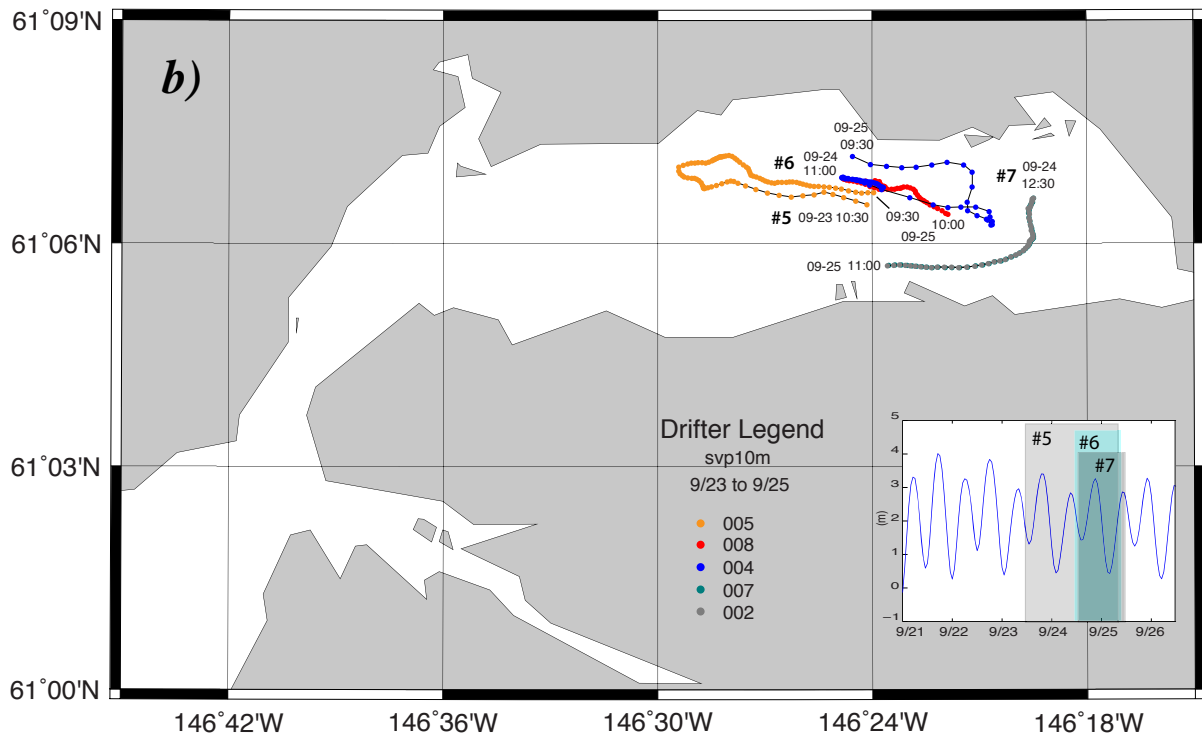 61°09'N
b)
09-25
09:30
#6 09-24
11:00
#7 09-24
12:30
#5 09-23 10:30
09:30
09-25
10:00
61°06'N
09-25 11:00
Drifter Legend
svp10m
9/23 to 9/25
005
008
004
007
002
5
4
3
2
1
0
−1
(m)
#5
#6
#7
9/21 9/22 9/23 9/24 9/25 9/26
61°03'N
61°00'N
146°42'W 146°36'W 146°30'W 146°24'W 146°18'W